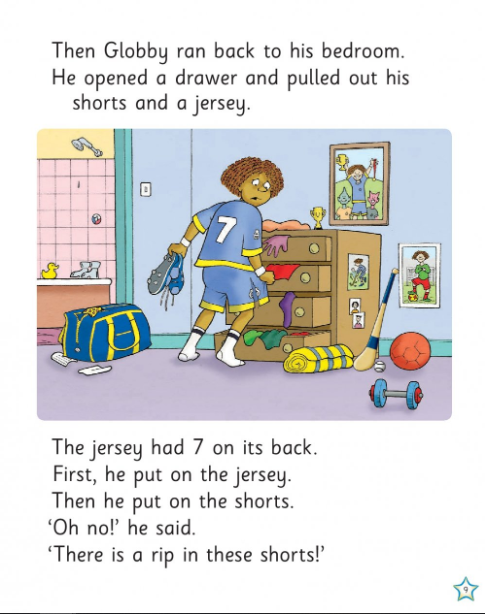 Then Globby ran back to his bedroom.
He opened a drawer and pulled out his
shorts and a jersey.
7
The jersey had 7 on its back.
First, he put on the jersey.
Then he put on the shorts.
‘Oh no!’ he said.
‘There is a rip in these shorts!’
9